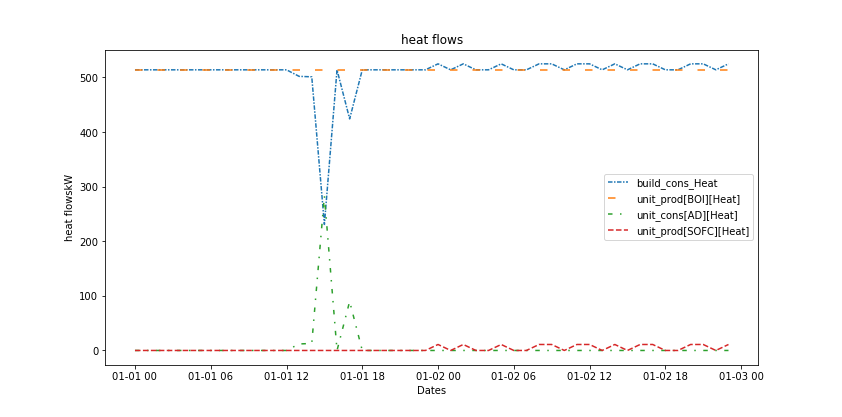 heat flows
heat flowskW
500
400
300
200
100
0
build_cons_Heat
unit_prod[BOI][Heat]
unit_cons[AD][Heat]
unit_prod[SOFC][Heat]
01-01 00
01-01 06
01-01 12
01-01 18
01-02 00
01-02 06
01-02 12
01-02 18
01-03 00
Dates